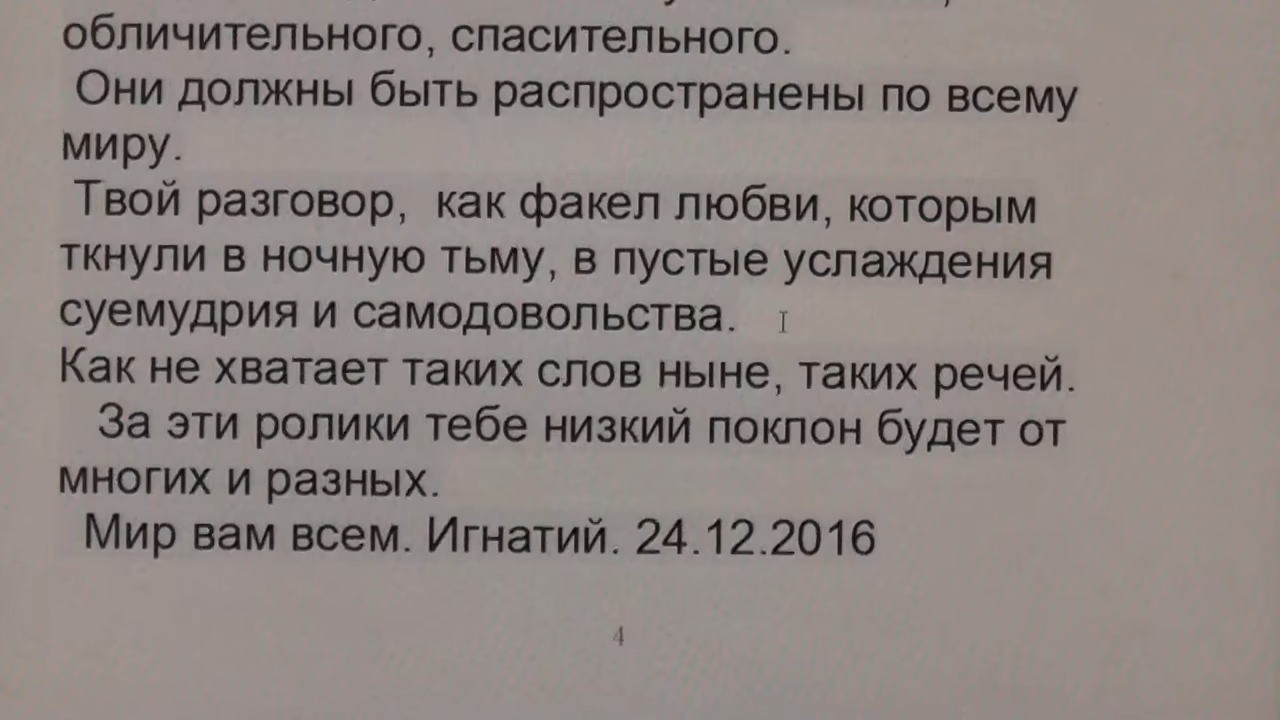 обличительного, спасительного.
Они должны быть распространены по всему
миру.
Твой разговор, как факел любви, которым
ткнули в ночную тьму, в пустые услаждения
суемудрия и самодовольства.
Как не хватает таких слов ныне, таких речей.
За эти ролики тебе низкий поклон будет от
многих и разных.
Мир вам всем. Игнатий. 24.12.2016
4